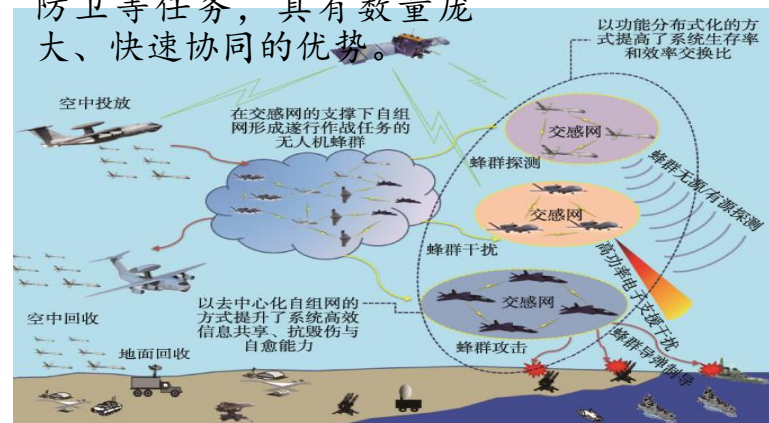 防卫等任务，具有数量庞
大、快速协同的优势。
以功能分布式化的方
式提高了系统生存率
和效率交换比
空中投放
在交感网的支撑下自组
网形成遂行作战任务的
无人机蜂群
交感网
蜂群探测
蜂群无源/有源探测
交感网
蜂群干扰
高功率电子支援干扰
以去中心化自组网的
方式提升了系统高效
信息共享、抗毁伤与
自愈能力
交感网
蜂群攻击
蜂群导弹制导
空中回收
地面回收